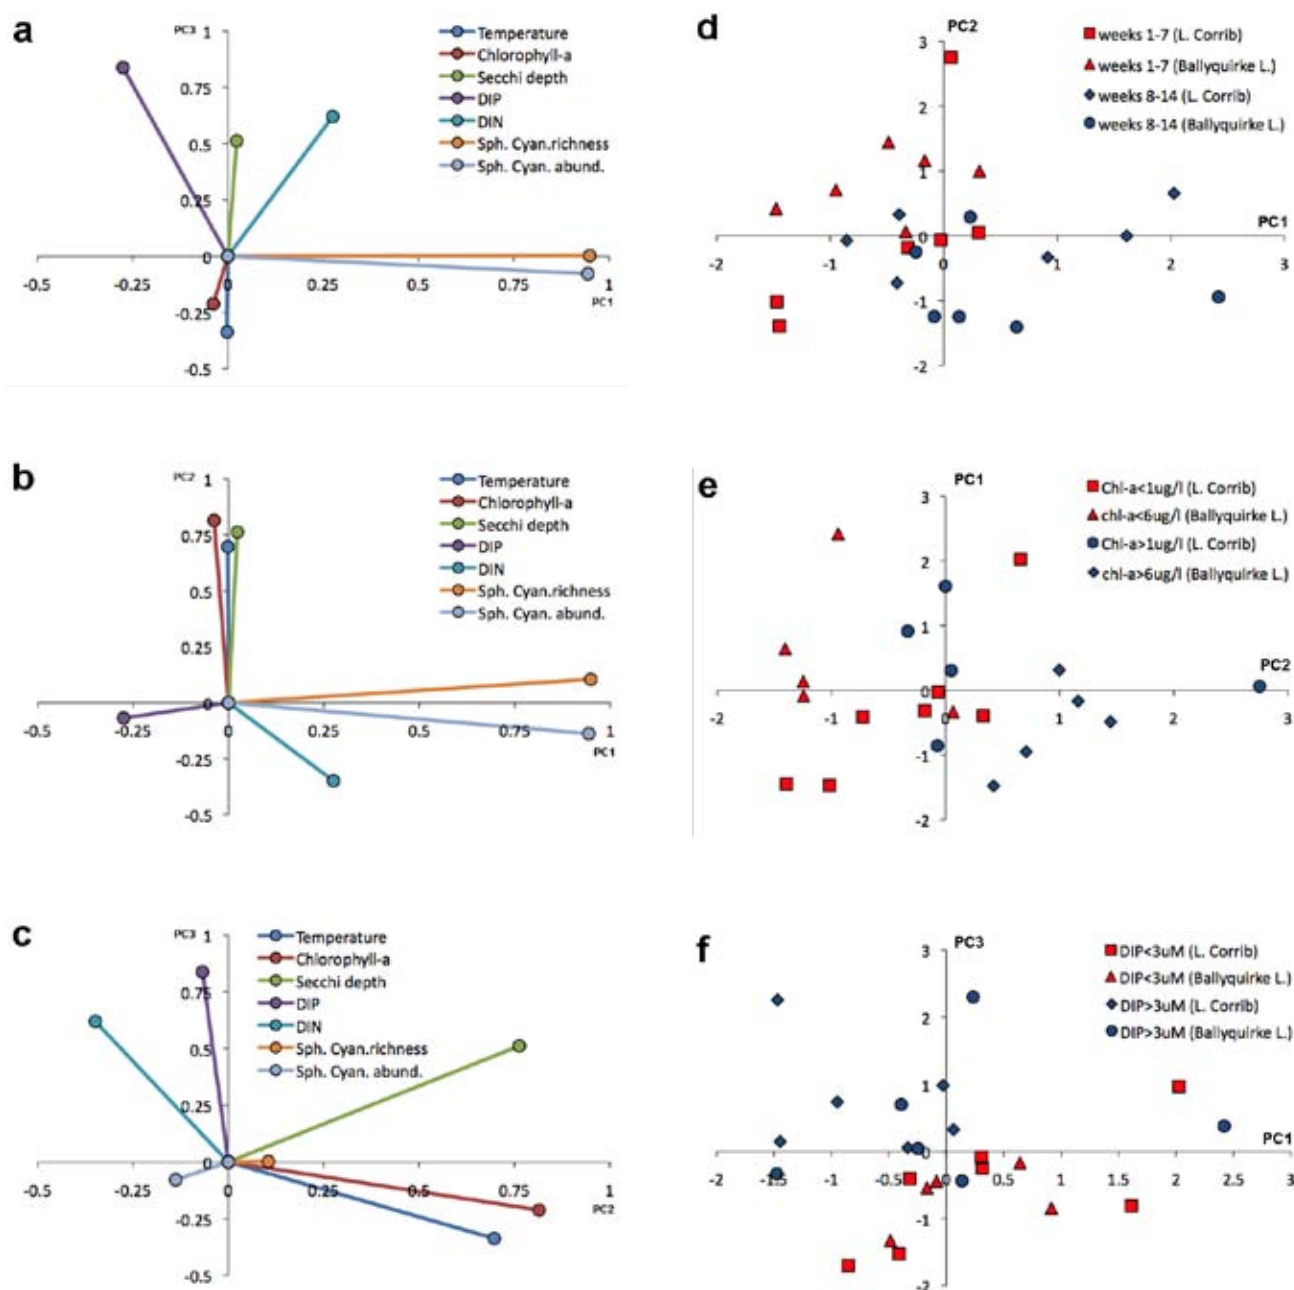 a
PC3
1
0.75
0.5
0.25
0
-0.25
-0.5
-0.5
-0.25
0
0.25
0.5
0.75
1
PC1
Temperature
Chlorophyll-a
Secchi depth
DIP
DIN
Sph. Cyan.richness
Sph. Cyan. abund.
d
PC2
3
2
1
0
-1
-2
-2
-1
0
1
2
3
PC1
weeks 1-7 (L. Corrib)
weeks 1-7 (Ballyquirke L.)
weeks 8-14 (L. Corrib)
weeks 8-14 (Ballyquirke L.)
b
PC2
1
0.75
0.5
0.25
0
-0.25
-0.5
-0.5
-0.25
0
0.25
0.5
0.75
1
PC1
Temperature
Chlorophyll-a
Secchi depth
DIP
DIN
Sph. Cyan.richness
Sph. Cyan. abund.
e
PC1
3
2
1
0
-1
-2
-2
-1
0
1
2
3
PC2
Chl-a<1ug/l (L. Corrib)
chl-a<6ug/l (Ballyquirke L.)
Chl-a>1ug/l (L. Corrib)
chl-a>6ug/l (Ballyquirke L.)
c
PC3
1
0.75
0.5
0.25
0
-0.25
-0.5
-0.5
-0.25
0
0.25
0.5
0.75
1
PC2
Temperature
Chlorophyll-a
Secchi depth
DIP
DIN
Sph. Cyan.richness
Sph. Cyan. abund.
f
PC3
3
2
1
0
-1
-2
-2
-1.5
-1
-0.5
0
0.5
1
1.5
2
2.5
3
PC1
DIP<3uM (L. Corrib)
DIP<3uM (Ballyquirke L.)
DIP>3uM (L. Corrib)
DIP>3uM (Ballyquirke L.)